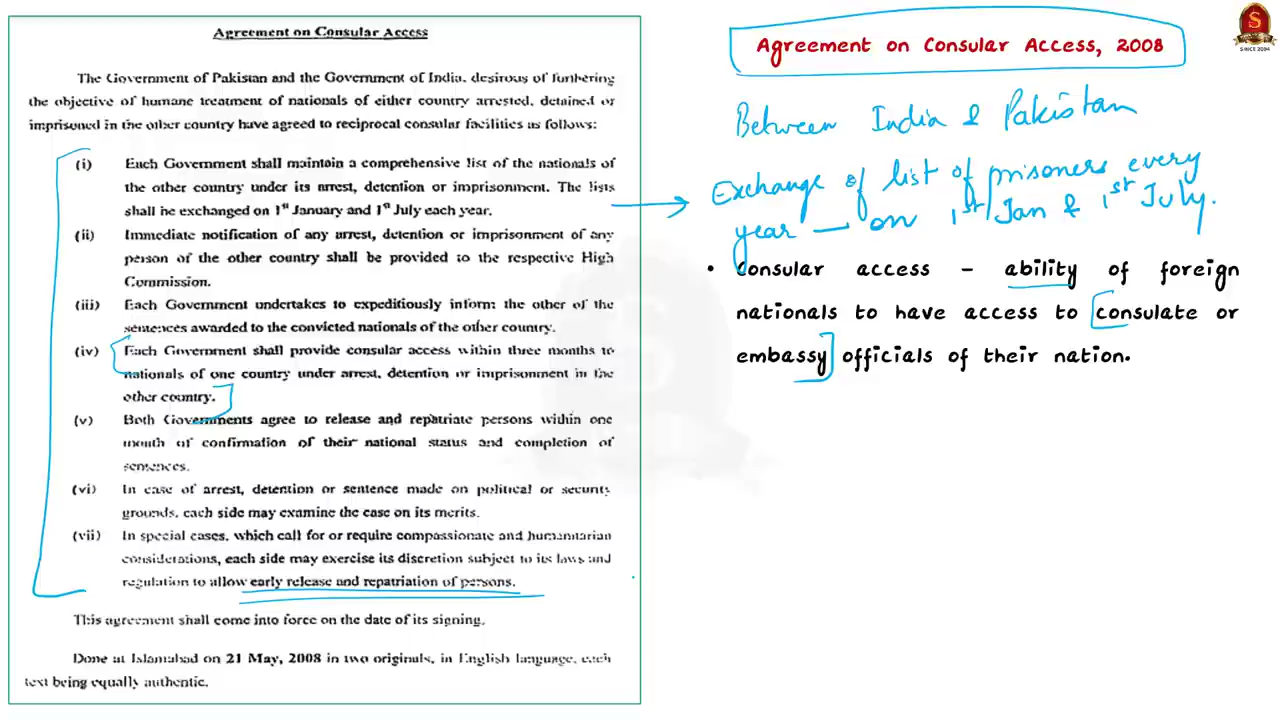 Agreement on Consular Access
The Government of Pakistan and the Government of India, desirous of furthering
the objective of humane treatment of nationals of either country arrested, detained or
imprisoned in the other country have agreed to reciprocal consular facilities as follows:
(i) Each Government shall maintain a comprehensive list of the nationals of
the other country under its arrest, detention or imprisonment. The lists
shall be exchanged on 1st January and 1st July each year.
(ii) Immediate notification of any arrest, detention or imprisonment of any
person of the other country shall be provided to the respective High
Commission.
(iii) Each Government undertakes to expeditiously inform the other of the
sentences awarded to the convicted nationals of the other country.
(iv) Each Government shall provide consular access within three months to
nationals of one country under arrest, detention or imprisonment in the
other country.
(v) Both Governments agree to release and repatriate persons within one
month of confirmation of their national status and completion of
sentences.
(vi) In case of arrest, detention or sentence made on political or security
grounds, each side may examine the case on its merits.
(vii) In special cases, which call for or require compassionate and humanitarian
considerations, each side may exercise its discretion subject to its laws and
regulation to allow early release and repatriation of persons.
This agreement shall come into force on the date of its signing.
Done at Islamabad on 21 May, 2008 in two originals, in English language, each
text being equally authentic.
S
SINCE 2004
Agreement on Consular Access, 2008
Between India & Pakistan
Exchange of list of prisoners every
year — on 1st Jan & 1st July.
• Consular access – ability of foreign
nationals to have access to consulate or
embassy officials of their nation.